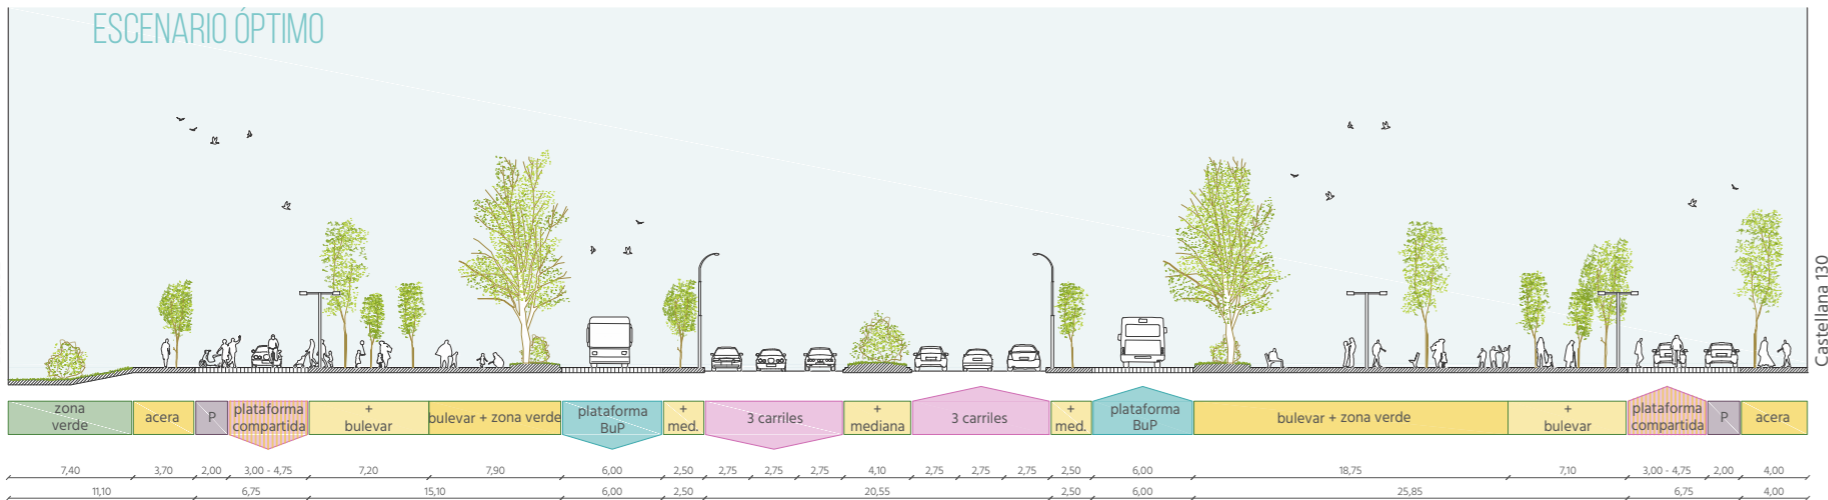 ESCENARIO ÓPTIMO
Castellana 130
zona
verde
acera
P
plataforma
compartida
+
bulevar
bulevar + zona verde
plataforma
BuP
+
med.
3 carriles
+
mediana
3 carriles
+
med.
plataforma
BuP
bulevar + zona verde
+
bulevar
plataforma
compartida
P
acera
7,40 3,70 2,00 3,00 - 4,75 7,20 7,90 6,00 2,50 2,75 2,75 2,75 4,10 2,75 2,75 2,75 2,50 6,00 18,75 7,10 3,00 - 4,75 2,00 4,00
11,10 6,75 15,10 6,00 2,50 20,55 2,50 6,00 25,85 6,75 4,00